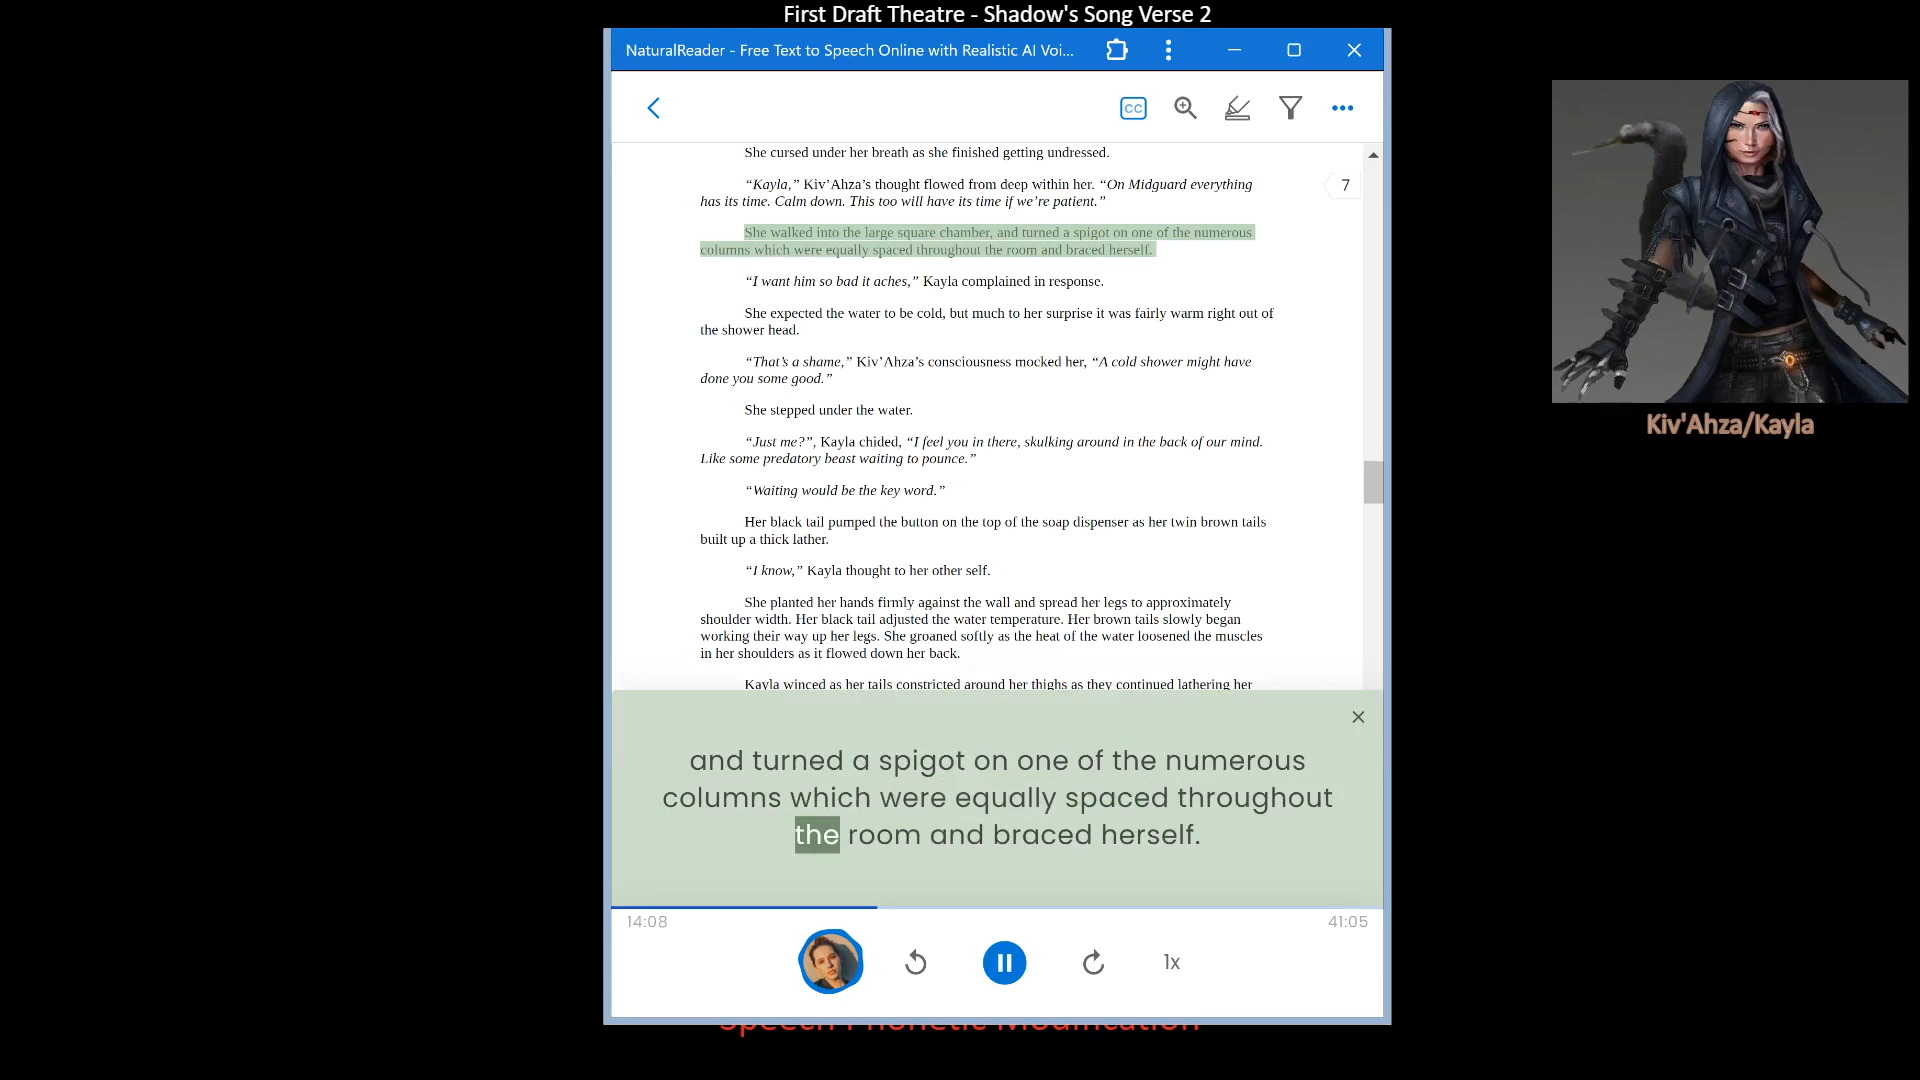 First Draft Theatre - Shadow's Song Verse 2
NaturalReader - Free Text to Speech Online with Realistic AI Voi...
CC
She cursed under her breath as she finished getting undressed.
“Kayla,” Kiv’Ahza’s thought flowed from deep within her. “On Midguard everything
has its time. Calm down. This too will have its time if we’re patient.”
7
She walked into the large square chamber, and turned a spigot on one of the numerous
columns which were equally spaced throughout the room and braced herself.
“I want him so bad it aches,” Kayla complained in response.
She expected the water to be cold, but much to her surprise it was fairly warm right out of
the shower head.
“That’s a shame,” Kiv’Ahza’s consciousness mocked her, “A cold shower might have
done you some good.”
She stepped under the water.
“Just me?”, Kayla chided, “I feel you in there, skulking around in the back of our mind.
Like some predatory beast waiting to pounce.”
“Waiting would be the key word.”
Her black tail pumped the button on the top of the soap dispenser as her twin brown tails
built up a thick lather.
“I know,” Kayla thought to her other self.
She planted her hands firmly against the wall and spread her legs to approximately
shoulder width. Her black tail adjusted the water temperature. Her brown tails slowly began
working their way up her legs. She groaned softly as the heat of the water loosened the muscles
in her shoulders as it flowed down her back.
Kayla winced as her tails constricted around her thighs as they continued lathering her
and turned a spigot on one of the numerous
columns which were equally spaced throughout
the room and braced herself.
14:08
41:05
1x
Speech Phonetic Modification
Kiv'Ahza/Kayla